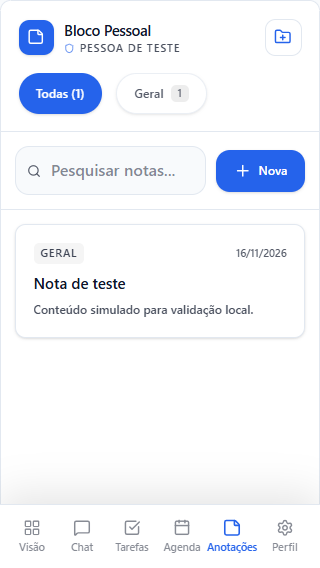 Bloco Pessoal
PESSOA DE TESTE
Todas (1)
Geral 1
Pesquisar notas...
Nova
GERAL
16/11/2026
Nota de teste
Conteúdo simulado para validação local.
Visão
Chat
Tarefas
Agenda
Anotações
Perfil